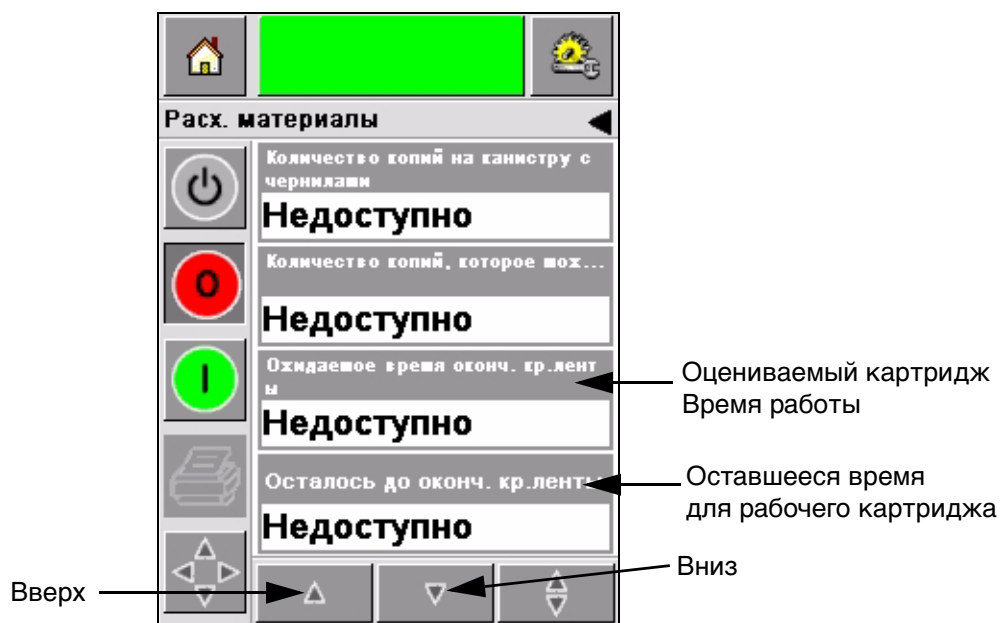 Расх. материалы
Количество копий на канистру с
чернилами
Недоступно
Количество копий, которое мож...
Недоступно
Ожидаемое время оконч. кр.лент
ы
Недоступно
Осталось до оконч. кр.ленты
Недоступно
Оцениваемый картридж
Время работы
Оставшееся время
для рабочего картриджа
Вверх
Вниз